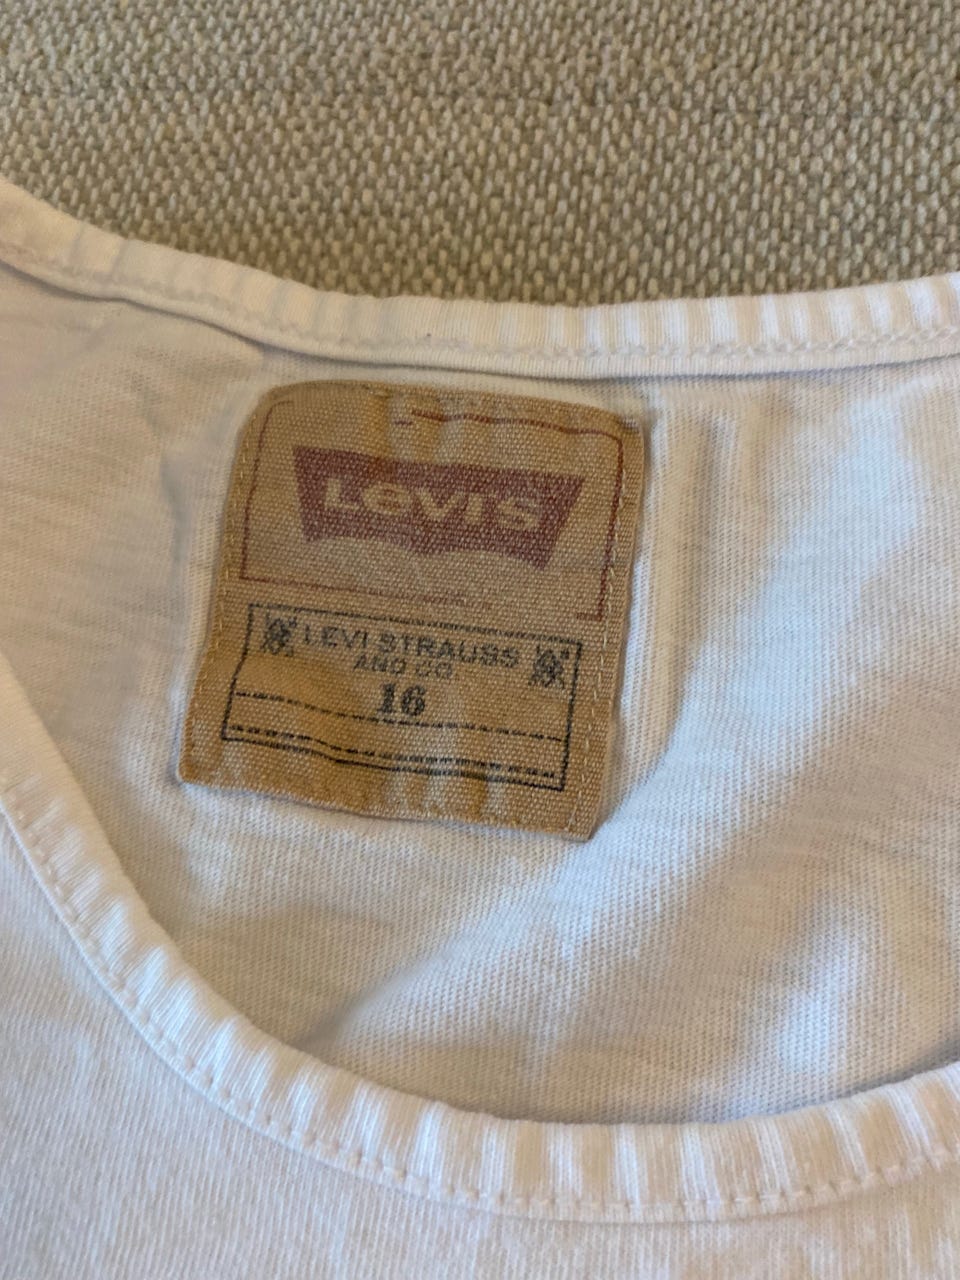 Levi's
LEVI STRAUSS
AND CO
16